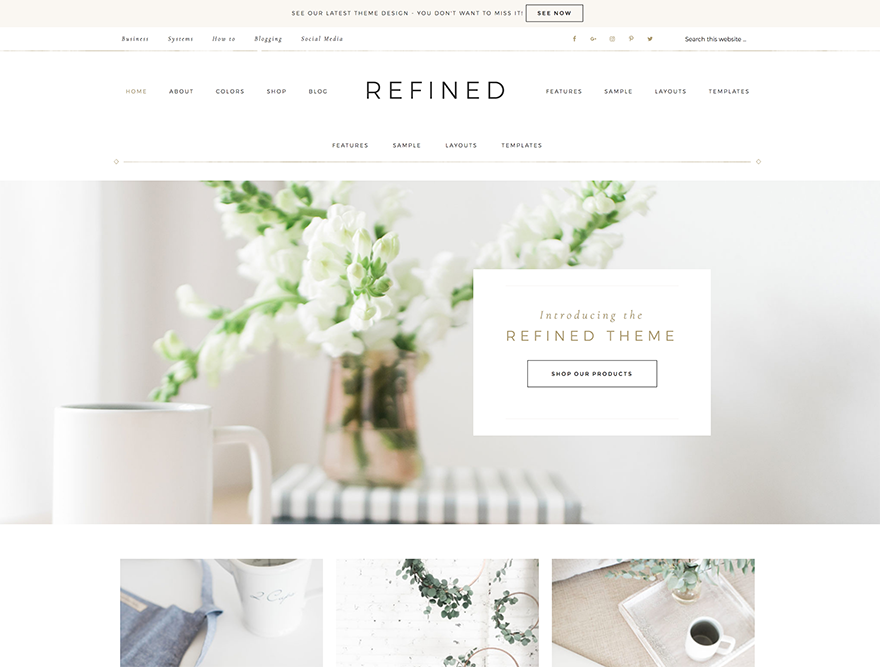 SEE OUR LATEST THEME DESIGN - YOU DON'T WANT TO MISS IT! SEE NOW
Business Systems How to Blogging Social Media Search this website ...
HOME ABOUT COLORS SHOP BLOG REFINED FEATURES SAMPLE LAYOUTS TEMPLATES
FEATURES SAMPLE LAYOUTS TEMPLATES
Introducing the
REFINED THEME
SHOP OUR PRODUCTS